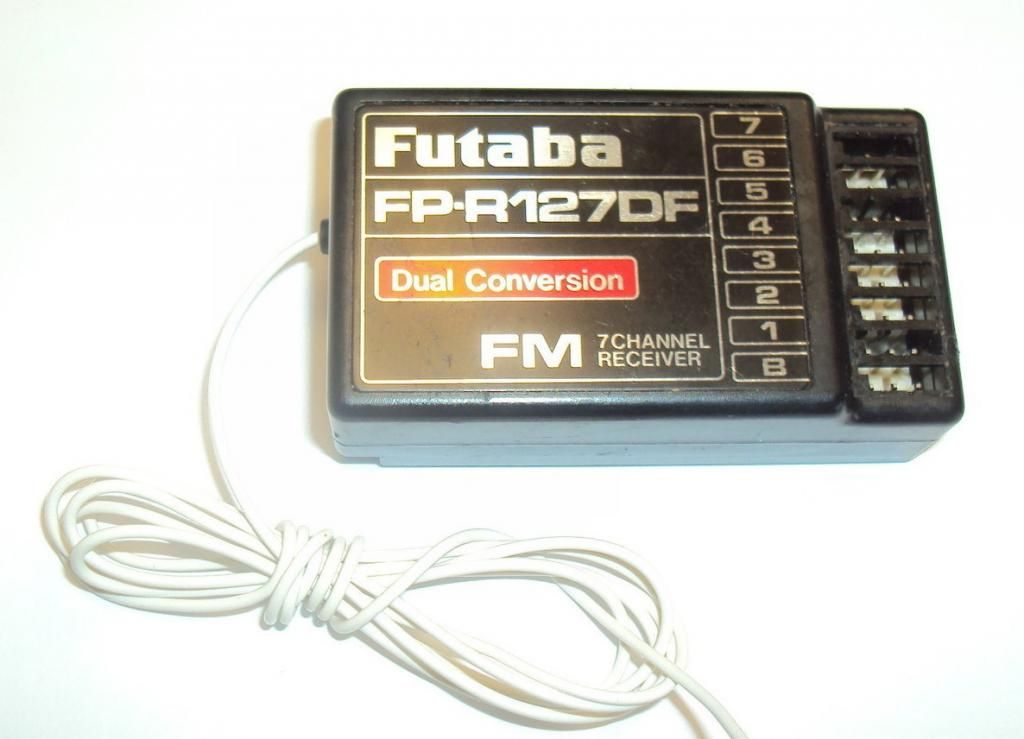 Futaba
FP-R127DF
Dual Conversion
FM 7CHANNEL
RECEIVER
7
6
5
4
3
2
1
B